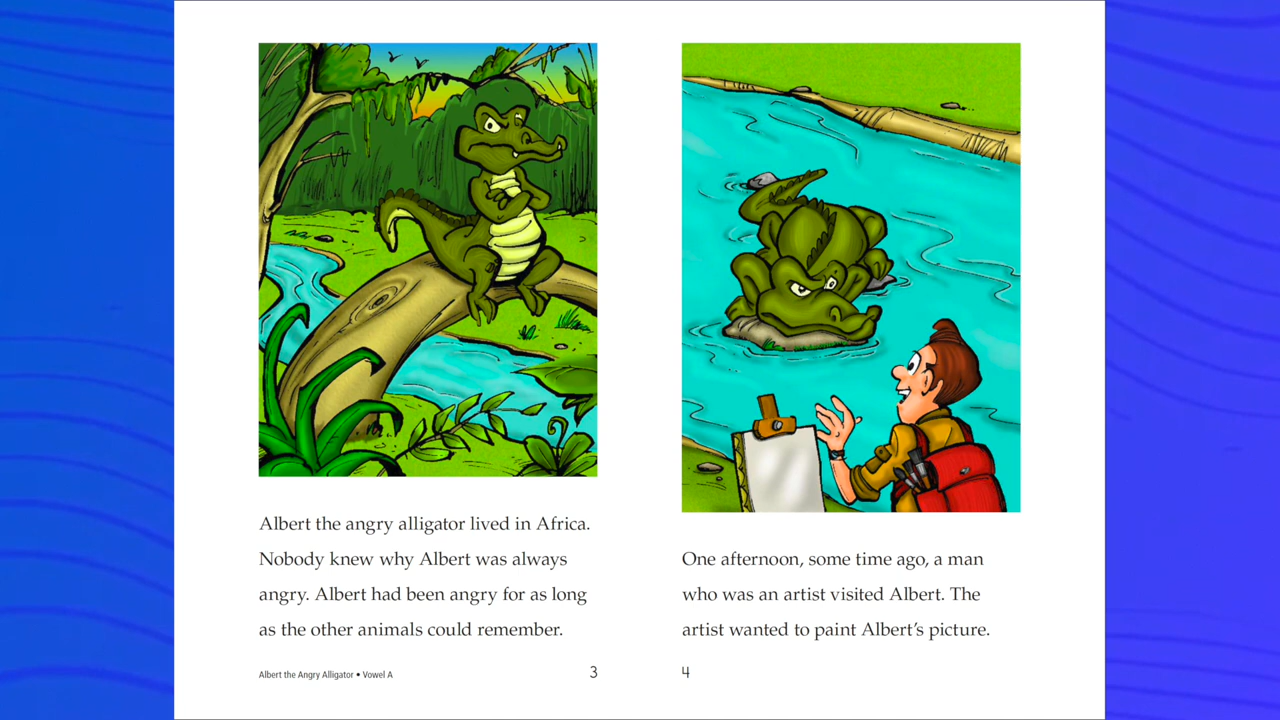 Albert the angry alligator lived in Africa.
Nobody knew why Albert was always
angry. Albert had been angry for as long
as the other animals could remember.
Albert the Angry Alligator • Vowel A
3
One afternoon, some time ago, a man
who was an artist visited Albert. The
artist wanted to paint Albert’s picture.
4